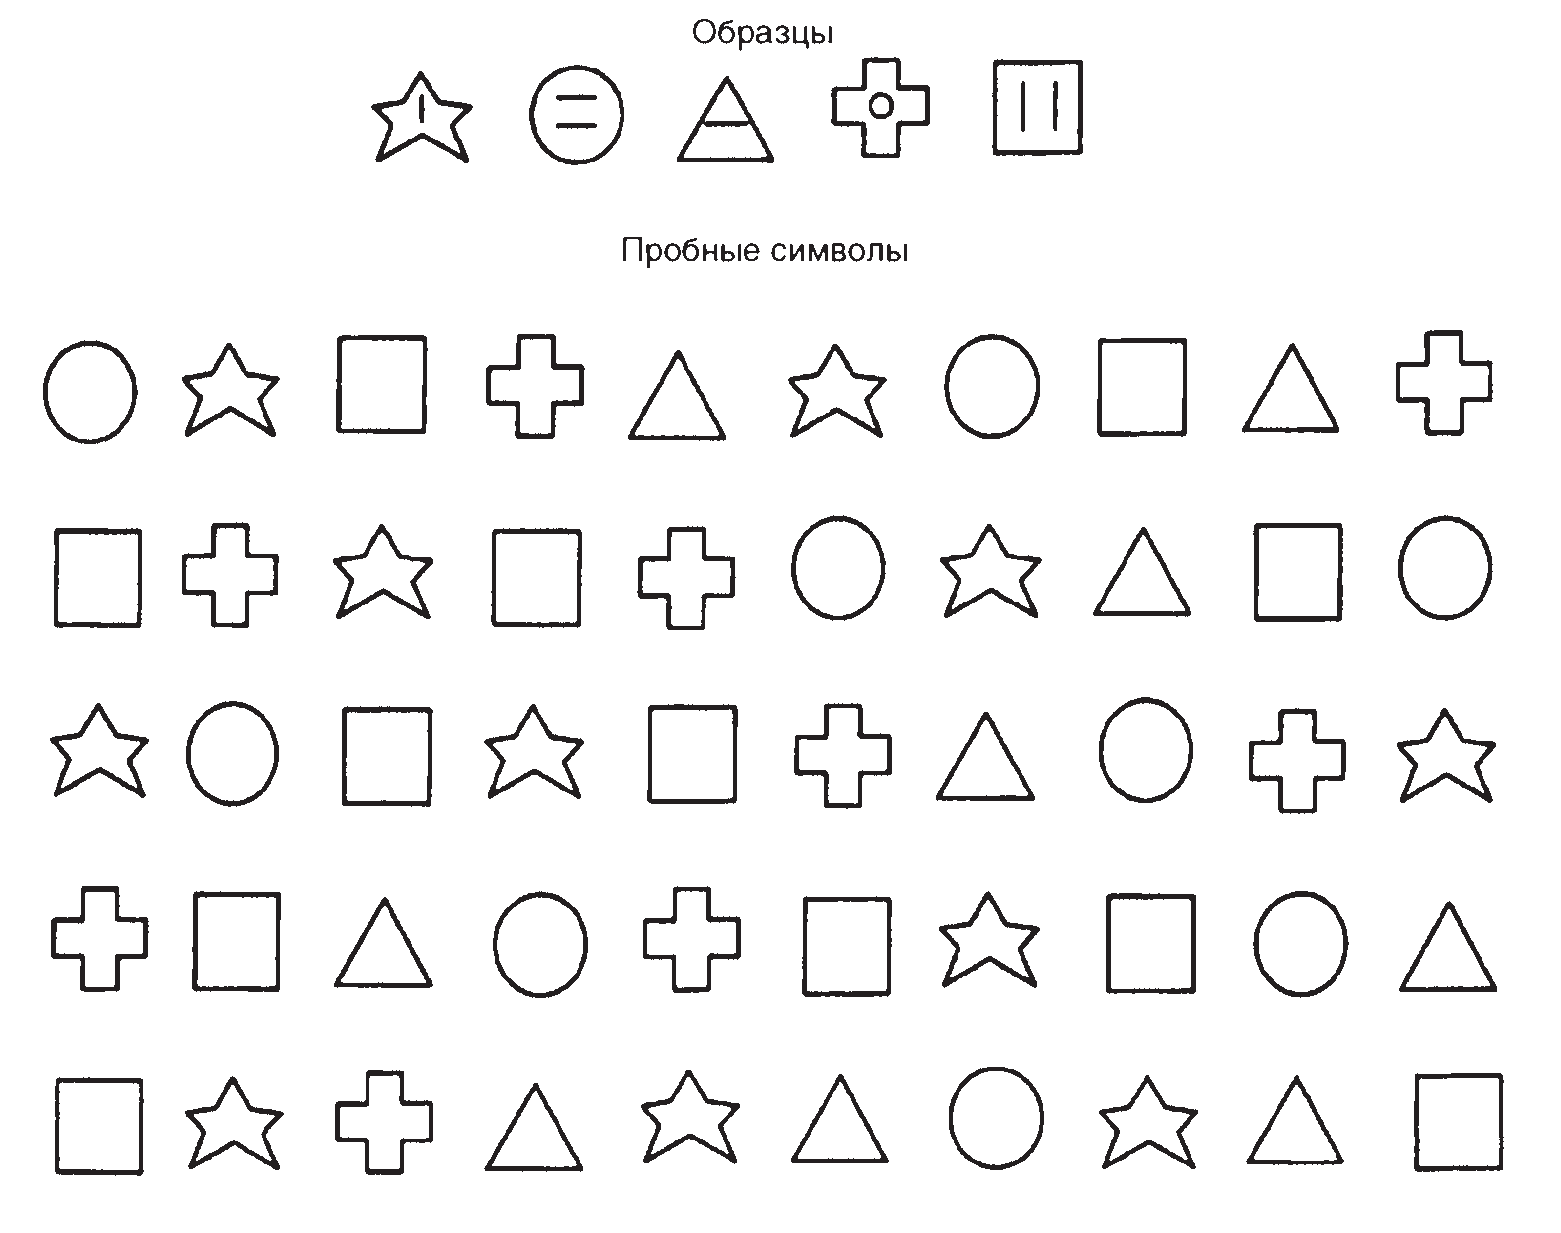 Образцы
Пробные символы